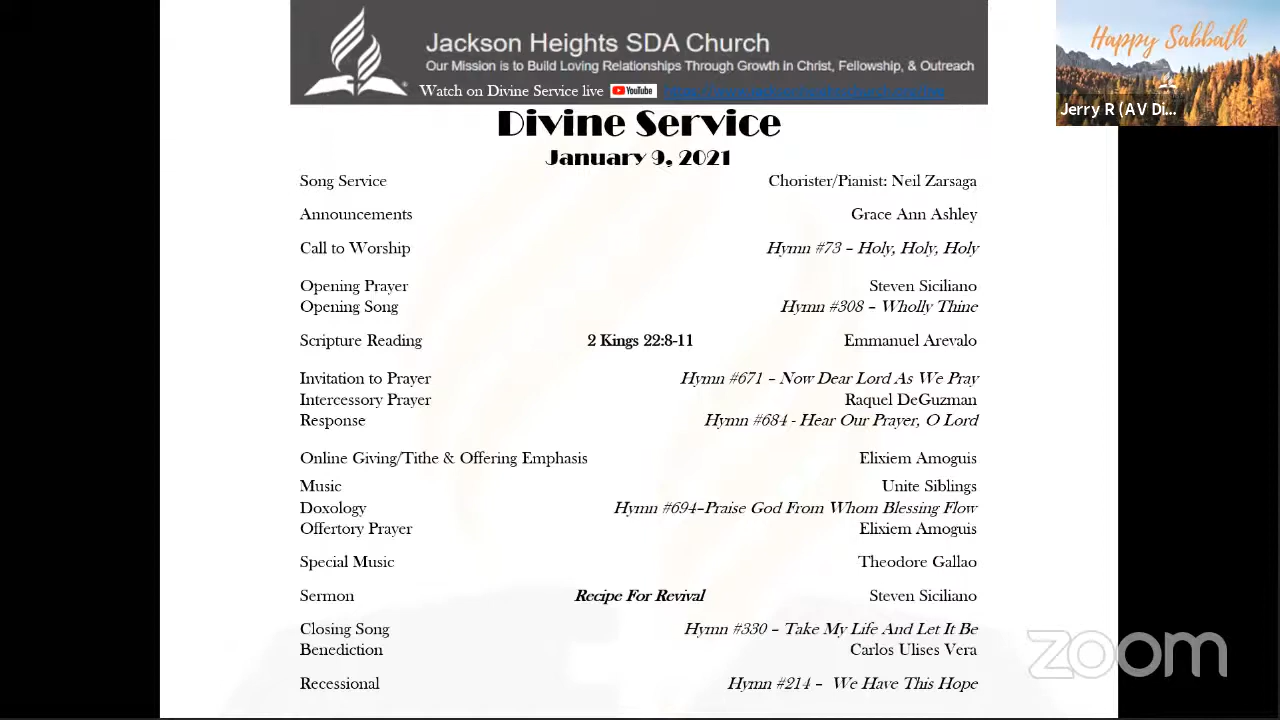 Jackson Heights SDA Church
Our Mission is to Build Loving Relationships Through Growth in Christ, Fellowship, & Outreach
Watch on Divine Service live YouTube
Happy Sabbath
Jerry R (AV Di...
Divine Service
January 9, 2021
Song Service Chorister/Pianist: Neil Zarsaga
Announcements Grace Ann Ashley
Call to Worship Hymn #73 – Holy, Holy, Holy
Opening Prayer Steven Siciliano
Opening Song Hymn #308 – Wholly Thine
Scripture Reading 2 Kings 22:8-11 Emmanuel Arevalo
Invitation to Prayer Hymn #671 – Now Dear Lord As We Pray
Intercessory Prayer Raquel DeGuzman
Response Hymn #684 - Hear Our Prayer, O Lord
Online Giving/Tithe & Offering Emphasis Elixiem Amoguis
Music Unite Siblings
Doxology Hymn #694–Praise God From Whom Blessing Flow
Offertory Prayer Elixiem Amoguis
Special Music Theodore Gallao
Sermon Recipe For Revival Steven Siciliano
Closing Song Hymn #330 – Take My Life And Let It Be
Benediction Carlos Ulises Vera
Recessional Hymn #214 – We Have This Hope
zoom